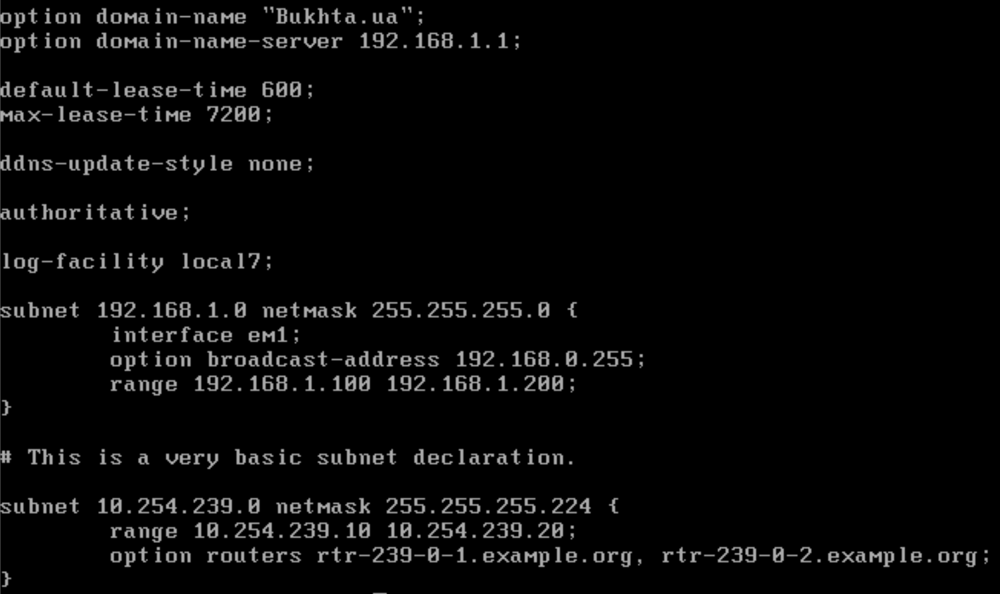 option domain-name "Bukhta.ua";
option domain-name-server 192.168.1.1;
default-lease-time 600;
max-lease-time 7200;
ddns-update-style none;
authoritative;
log-facility local7;
subnet 192.168.1.0 netmask 255.255.255.0 {
interface em1;
option broadcast-address 192.168.0.255;
range 192.168.1.100 192.168.1.200;
}
# This is a very basic subnet declaration.
subnet 10.254.239.0 netmask 255.255.255.224 {
range 10.254.239.10 10.254.239.20;
option routers rtr-239-0-1.example.org, rtr-239-0-2.example.org;
}